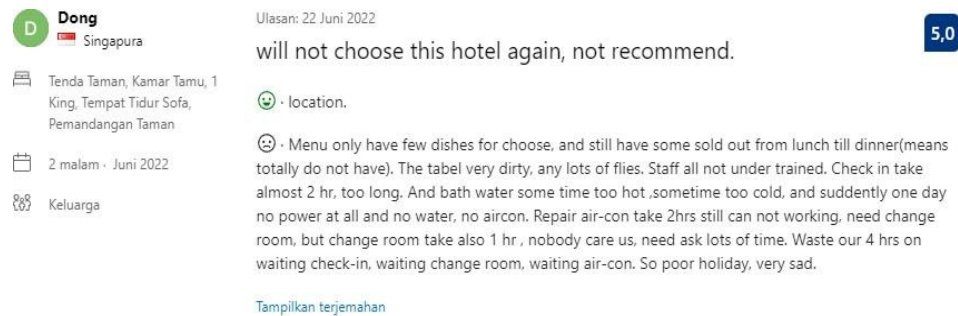 D
Dong
Singapura
Tenda Taman, Kamar Tamu, 1
King, Tempat Tidur Sofa,
Pemandangan Taman
2 malam · Juni 2022
Keluarga
Ulasan: 22 Juni 2022
5,0
will not choose this hotel again, not recommend.
· location.
· Menu only have few dishes for choose, and still have some sold out from lunch till dinner(means
totally do not have). The tabel very dirty, any lots of flies. Staff all not under trained. Check in take
almost 2 hr, too long. And bath water some time too hot ,sometime too cold, and suddently one day
no power at all and no water, no aircon. Repair air-con take 2hrs still can not working, need change
room, but change room take also 1 hr , nobody care us, need ask lots of time. Waste our 4 hrs on
waiting check-in, waiting change room, waiting air-con. So poor holiday, very sad.
Tampilkan terjemahan